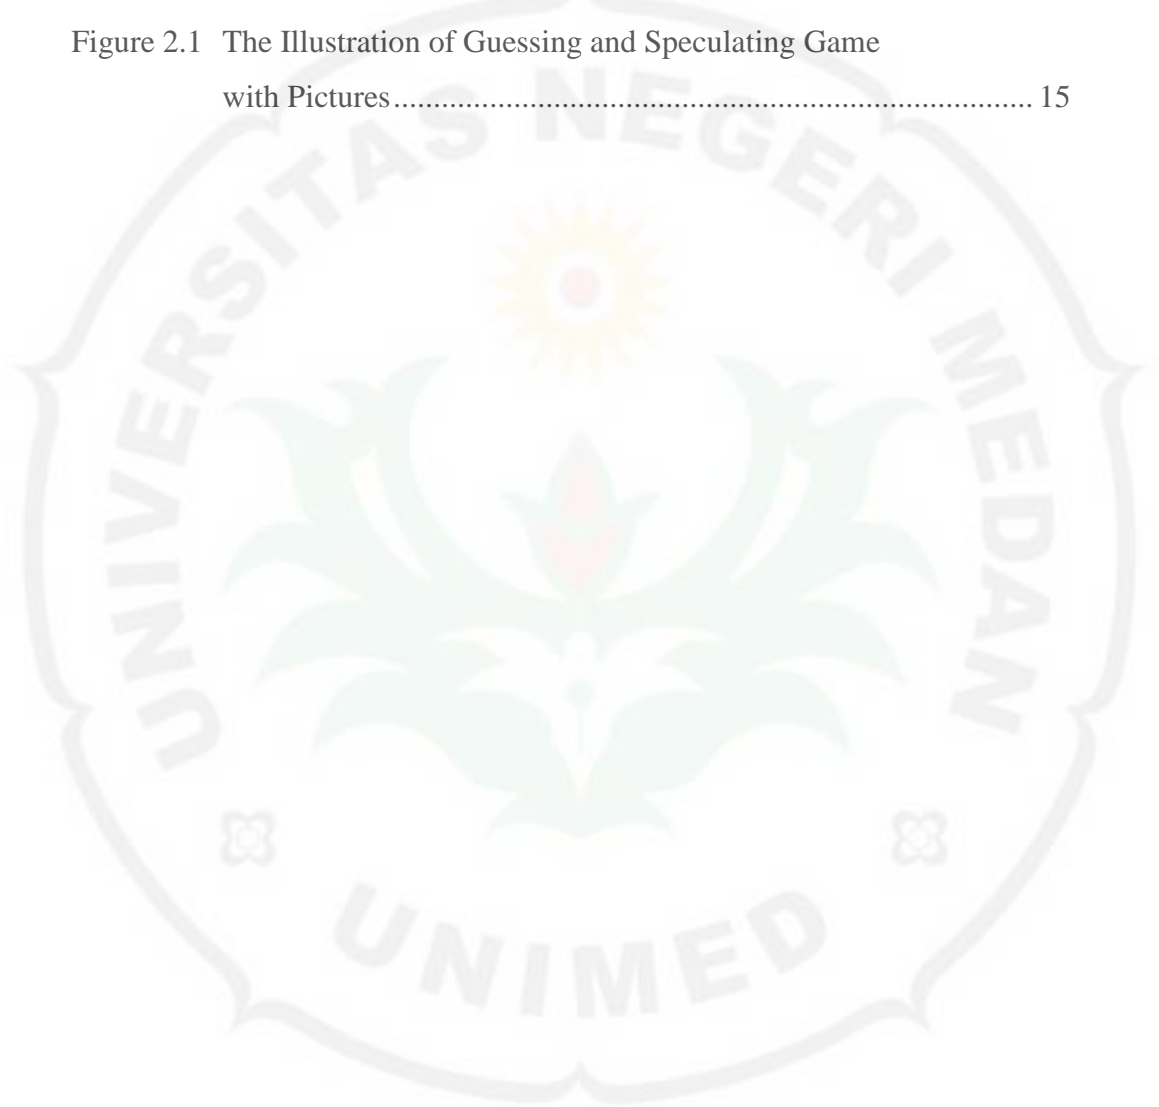 Figure 2.1 The Illustration of Guessing and Speculating Game
with Pictures................................................................................ 15
UNIVERSITAS NEGERI MEDAN
UNIMED